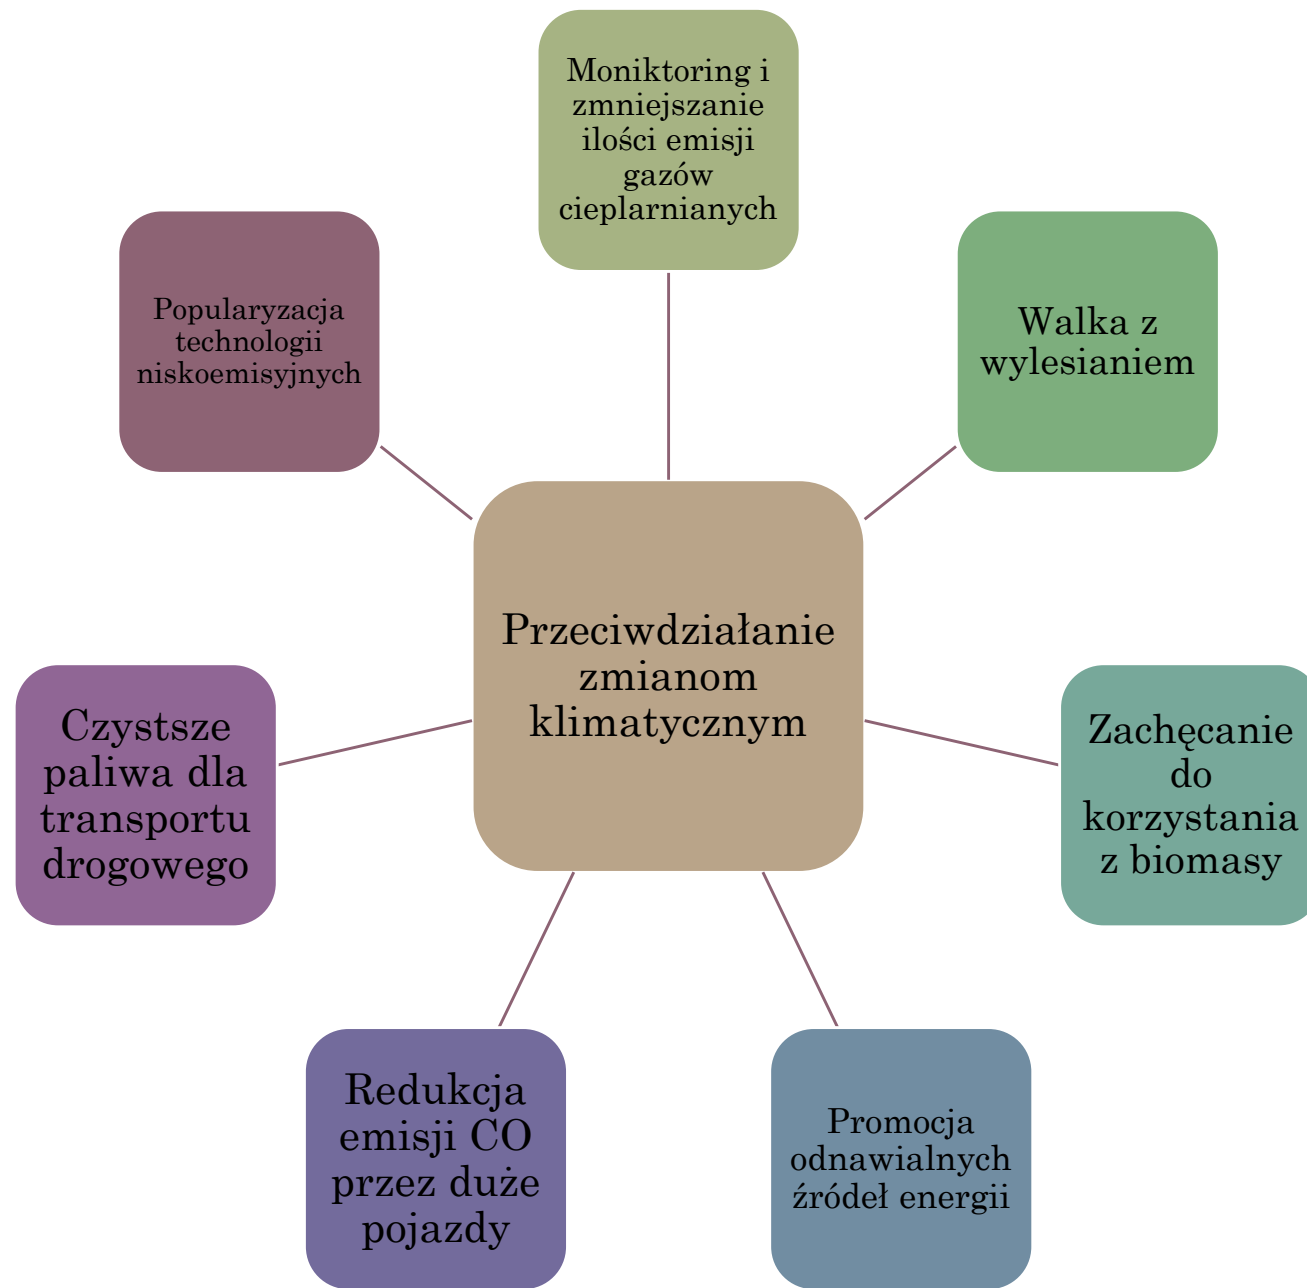 Moniktoring i
zmniejszanie
ilości emisji
gazów
cieplarnianych
Walka z
wylesianiem
Zachęcanie
do
korzystania
z biomasy
Promocja
odnawialnych
źródeł energii
Redukcja
emisji CO
przez duże
pojazdy
Czystsze
paliwa dla
transportu
drogowego
Popularyzacja
technologii
niskoemisyjnych
Przeciwdziałanie
zmianom
klimatycznym